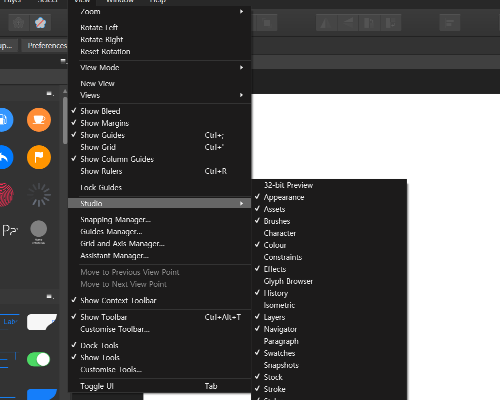 View
Window
Help
Zoom
Rotate Left
Rotate Right
Reset Rotation
View Mode
New View
Views
Show Bleed
Show Margins
Show Guides Ctrl+;
Show Grid Ctrl+'
Show Column Guides
Show Rulers Ctrl+R
Lock Guides
Studio
Snapping Manager...
Guides Manager...
Grid and Axis Manager...
Assistant Manager...
Move to Previous View Point
Move to Next View Point
Show Context Toolbar
Show Toolbar Ctrl+Alt+T
Customise Toolbar...
Dock Tools
Show Tools
Customise Tools...
Toggle UI Tab
Preferences
32-bit Preview
Appearance
Assets
Brushes
Character
Colour
Constraints
Effects
Glyph Browser
History
Isometric
Layers
Navigator
Paragraph
Swatches
Snapshots
Stock
Stroke